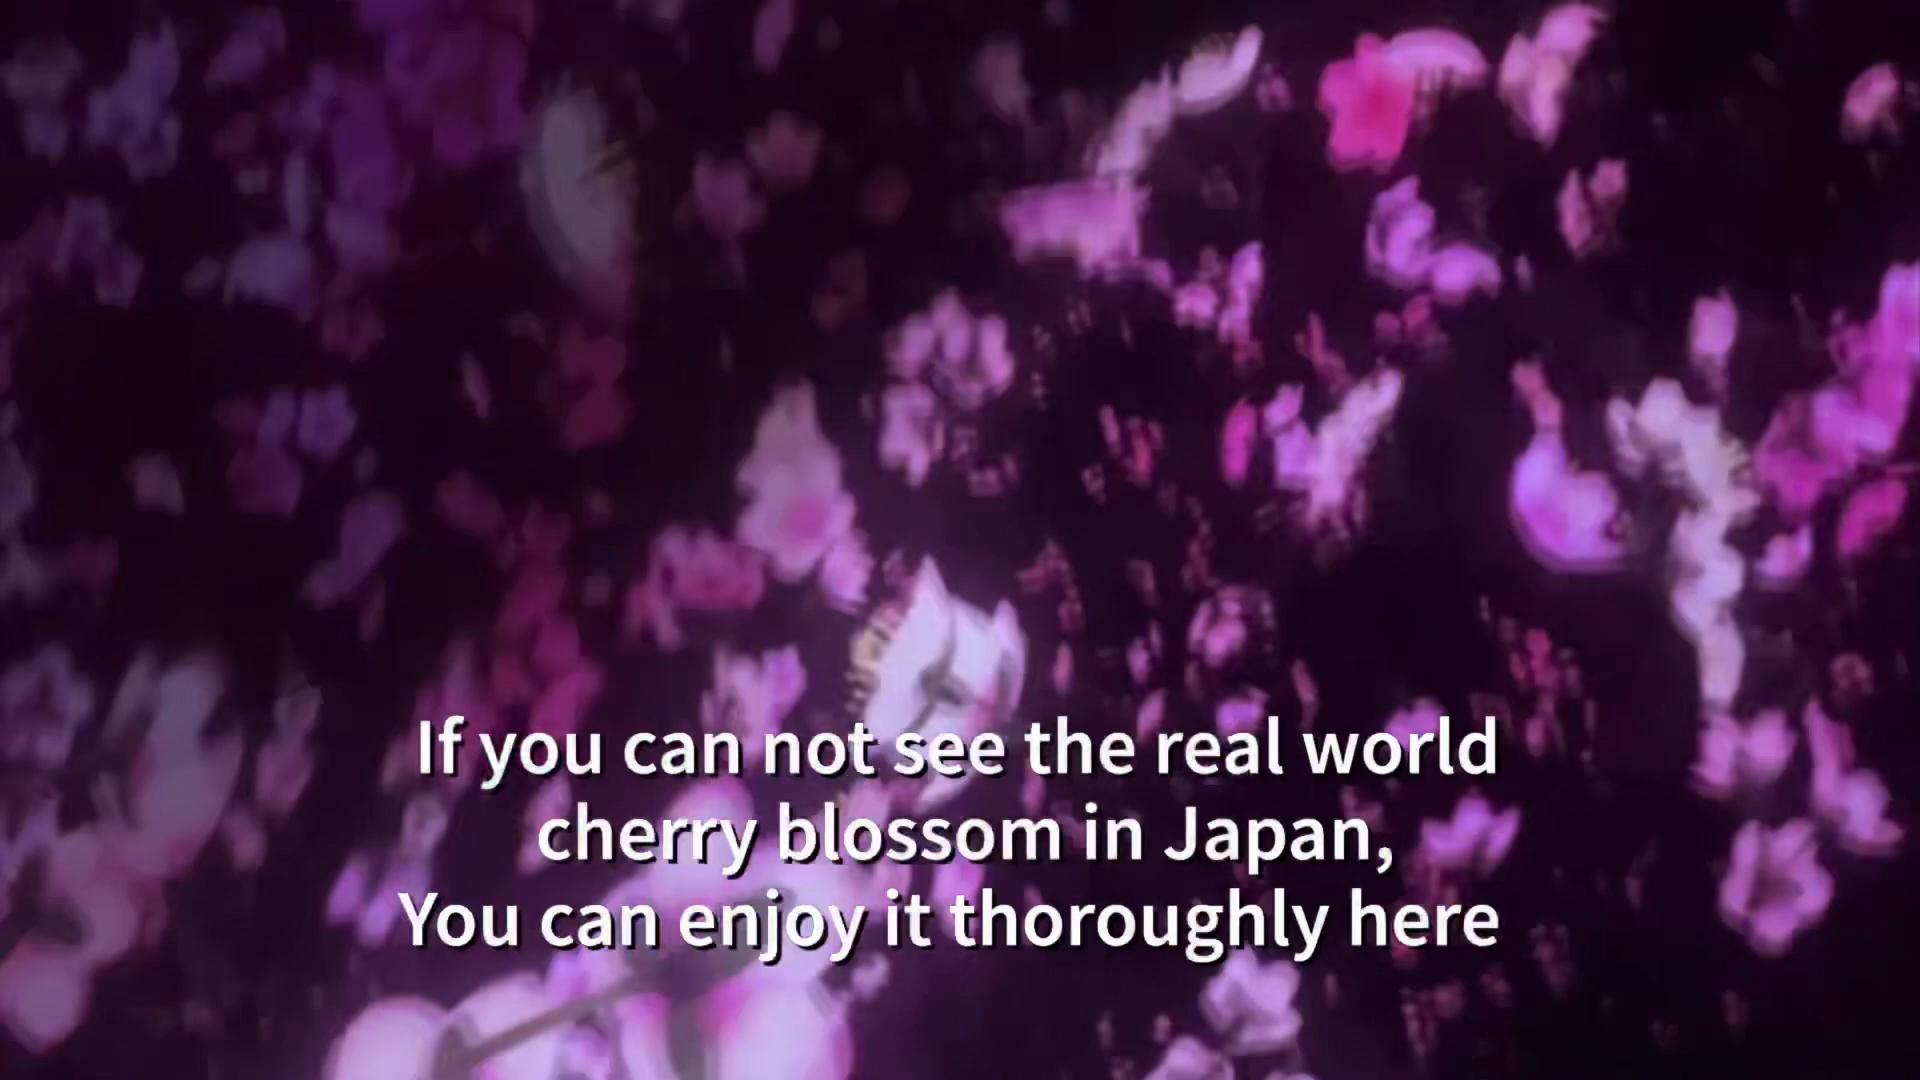 If you can not see the real world
cherry blossom in Japan,
You can enjoy it thoroughly here